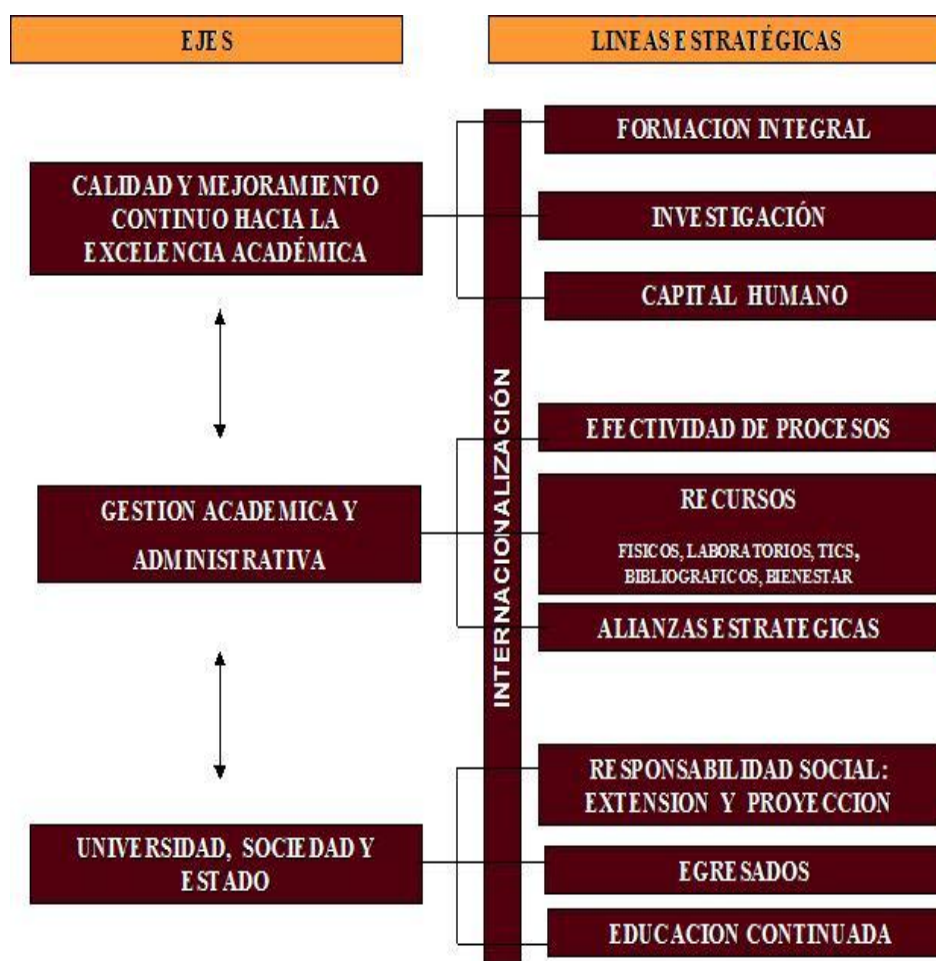 EJES
LINEAS ESTRATÉGICAS
CALIDAD Y MEJORAMIENTO
CONTINUO HACIA LA
EXCELENCIA ACADÉMICA
FORMACION INTEGRAL
INVESTIGACIÓN
CAPITAL HUMANO
INTERNACIONALIZACIÓN
GESTION ACADEMICA Y
ADMINISTRATIVA
EFECTIVIDAD DE PROCESOS
RECURSOS
FISICOS, LABORATORIOS, TICS,
BIBLIOGRAFICOS, BIENESTAR
ALIANZAS ESTRATEGICAS
UNIVERSIDAD, SOCIEDAD Y
ESTADO
RESPONSABILIDAD SOCIAL:
EXTENSION Y PROYECCION
EGRESADOS
EDUCACION CONTINUADA